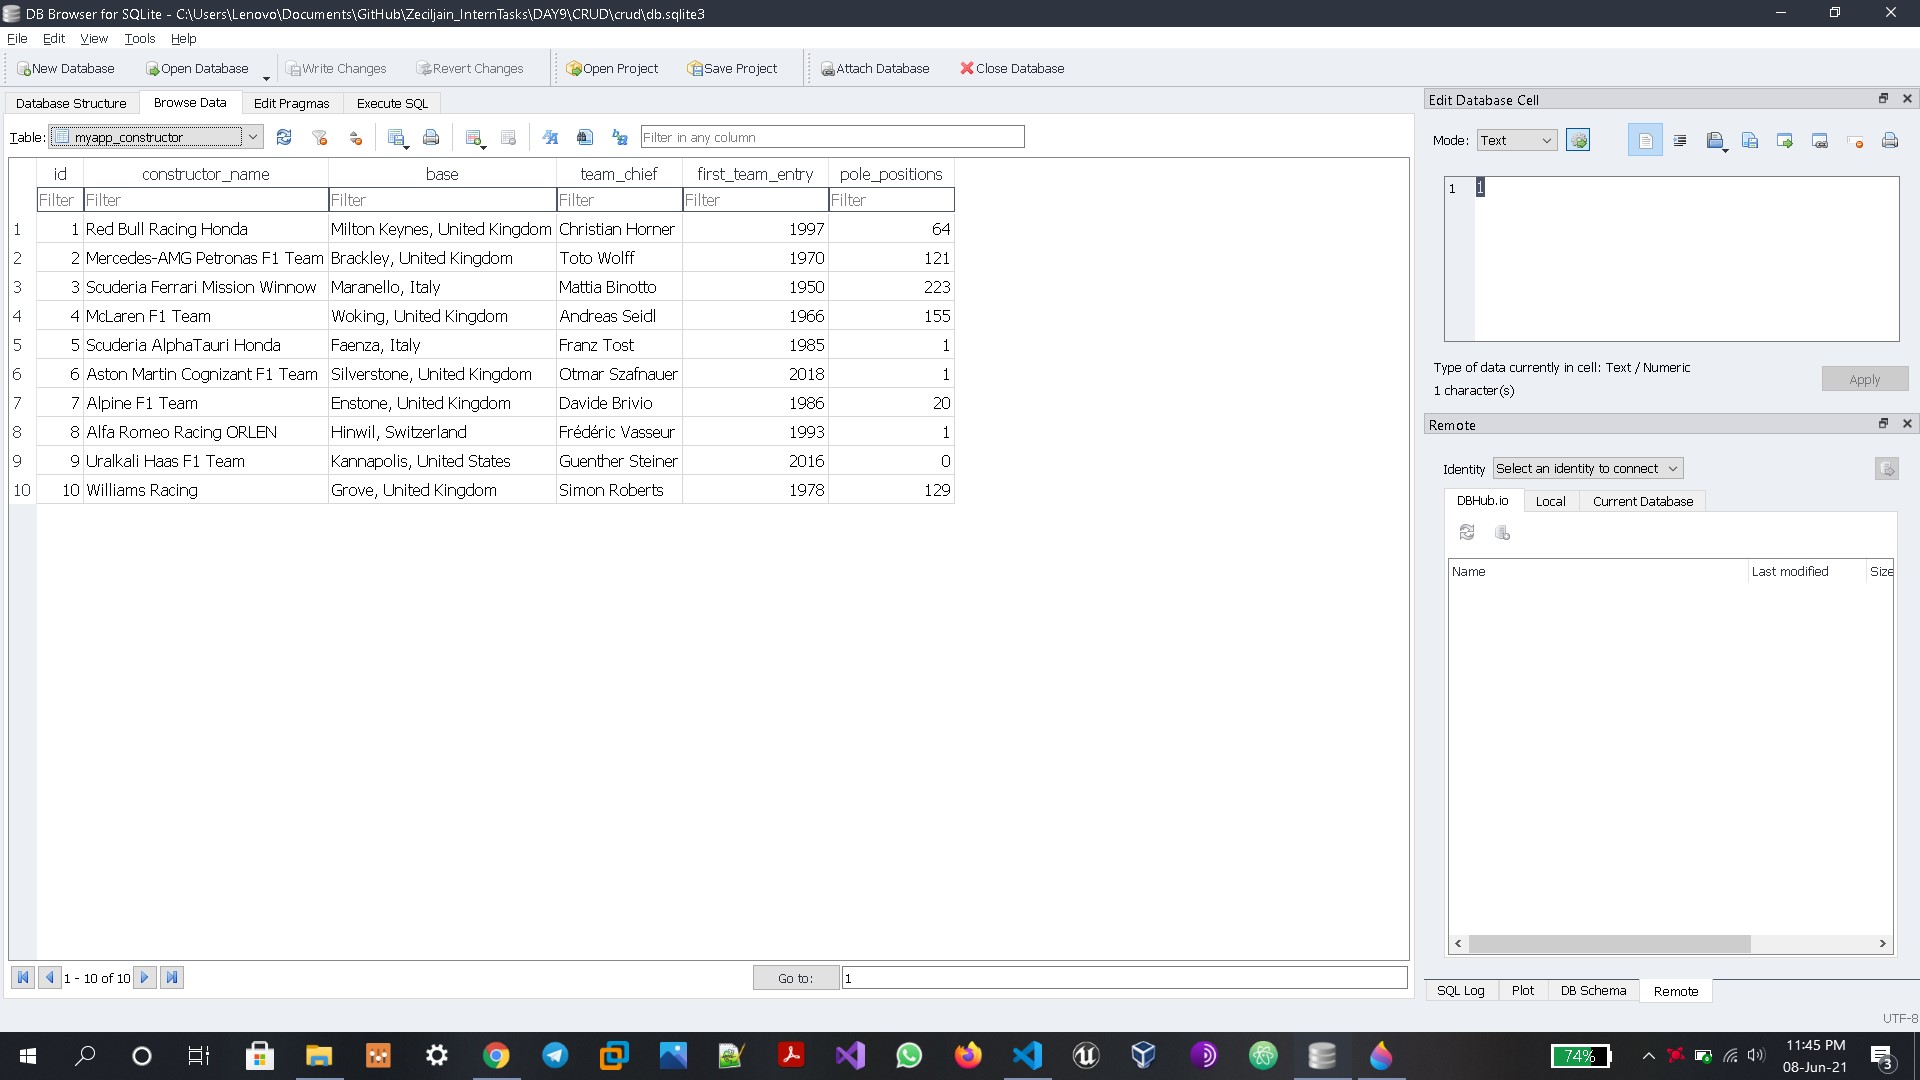 DB Browser for SQLite - C:\Users\Lenovo\Documents\GitHub\Zeciljain_InternTasks\DAY9\CRUD\crud\db.sqlite3
File Edit View Tools Help
New Database Open Database Write Changes Revert Changes Open Project Save Project Attach Database Close Database
Database Structure Browse Data Edit Pragmas Execute SQL
Table: myapp_constructor Filter in any column
id constructor_name base team_chief first_team_entry pole_positions
Filter Filter Filter Filter Filter Filter
1 1 Red Bull Racing Honda Milton Keynes, United Kingdom Christian Horner 1997 64
2 2 Mercedes-AMG Petronas F1 Team Brackley, United Kingdom Toto Wolff 1970 121
3 3 Scuderia Ferrari Mission Winnow Maranello, Italy Mattia Binotto 1950 223
4 4 McLaren F1 Team Woking, United Kingdom Andreas Seidl 1966 155
5 5 Scuderia AlphaTauri Honda Faenza, Italy Franz Tost 1985 1
6 6 Aston Martin Cognizant F1 Team Silverstone, United Kingdom Otmar Szafnauer 2018 1
7 7 Alpine F1 Team Enstone, United Kingdom Davide Brivio 1986 20
8 8 Alfa Romeo Racing ORLEN Hinwil, Switzerland Frédéric Vasseur 1993 1
9 9 Uralkali Haas F1 Team Kannapolis, United States Guenther Steiner 2016 0
10 10 Williams Racing Grove, United Kingdom Simon Roberts 1978 129
1 - 10 of 10 Go to: 1
Edit Database Cell
Mode: Text
1 1
Type of data currently in cell: Text / Numeric
1 character(s)
Apply
Remote
Identity Select an identity to connect
DBHub.io Local Current Database
Name Last modified Size
SQL Log Plot DB Schema Remote
UTF-8
74%
11:45 PM
08-Jun-21
3